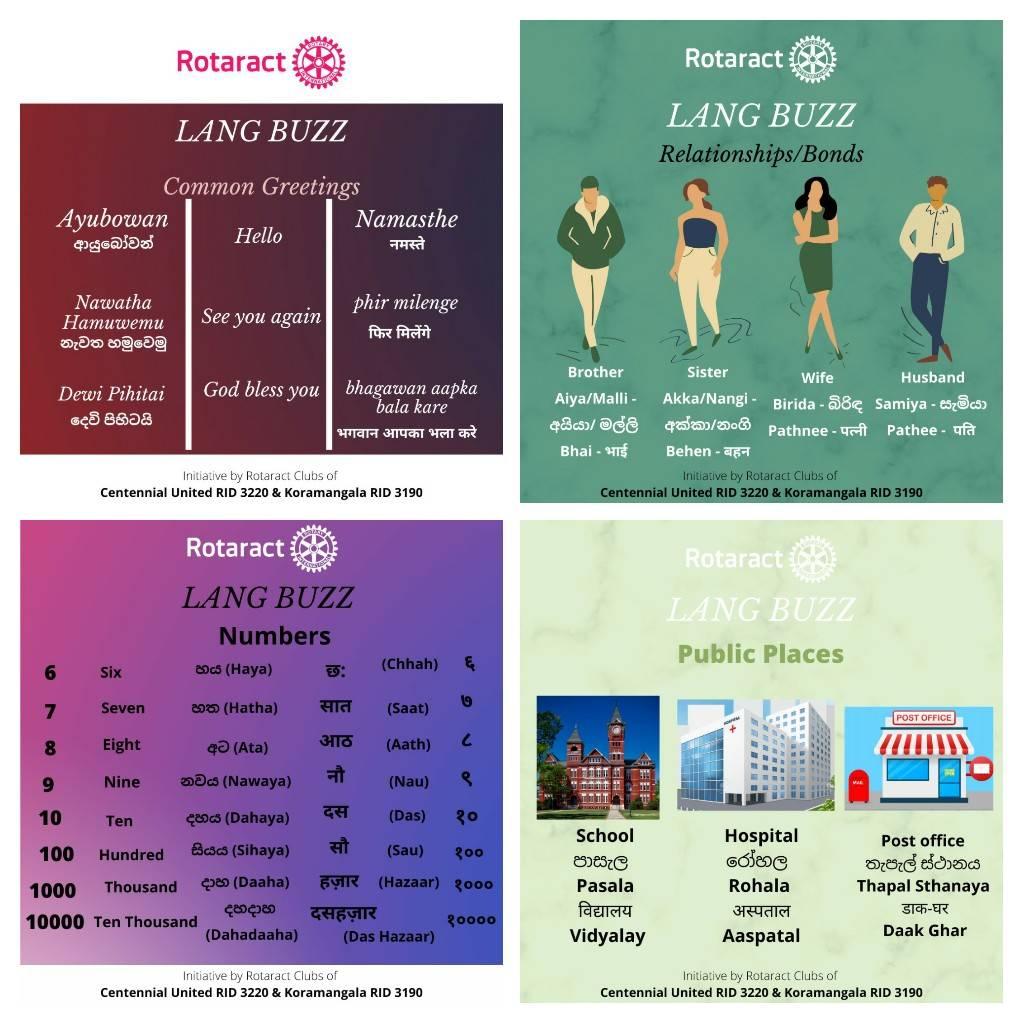 Rotaract
LANG BUZZ
Common Greetings
Ayubowan
ආයුබෝවන්
Hello
Namasthe
नमस्ते
Nawatha
Hamuwemu
නැවත හමුවෙමු
See you again
phir milenge
फिर मिलेंगे
Dewi Pihitai
දෙවි පිහිටයි
God bless you
bhagawan aapka
bala kare
भगवान आपका भला करे
Initiative by Rotaract Clubs of
Centennial United RID 3220 & Koramangala RID 3190
Rotaract
LANG BUZZ
Relationships/Bonds
Brother
Aiya/Malli -
අයියා/ මල්ලි
Bhai - भाई
Sister
Akka/Nangi -
අක්කා/නංගි
Behen - बहन
Wife
Birida - බිරිඳ
Pathnee - पत्नी
Husband
Samiya - සැමියා
Pathee - पति
Initiative by Rotaract Clubs of
Centennial United RID 3220 & Koramangala RID 3190
Rotaract
LANG BUZZ
Numbers
6 Six හය (Haya) छ: (Chhah) ६
7 Seven හත (Hatha) सात (Saat) ७
8 Eight අට (Ata) आठ (Aath) ८
9 Nine නවය (Nawaya) नौ (Nau) ९
10 Ten දහය (Dahaya) दस (Das) १०
100 Hundred සියය (Sihaya) सौ (Sau) १००
1000 Thousand දාහ (Daaha) हज़ार (Hazaar) १०००
10000 Ten Thousand දහදාහ (Dahadaaha) दसहज़ार (Das Hazaar) १००००
Initiative by Rotaract Clubs of
Centennial United RID 3220 & Koramangala RID 3190
Rotaract
LANG BUZZ
Public Places
HOSPITAL
POST OFFICE
MAIL
School
පාසැල
Pasala
विद्यालय
Vidyalay
Hospital
රෝහල
Rohala
अस्पताल
Aaspatal
Post office
තැපැල් ස්ථානය
Thapal Sthanaya
डाक-घर
Daak Ghar
Initiative by Rotaract Clubs of
Centennial United RID 3220 & Koramangala RID 3190